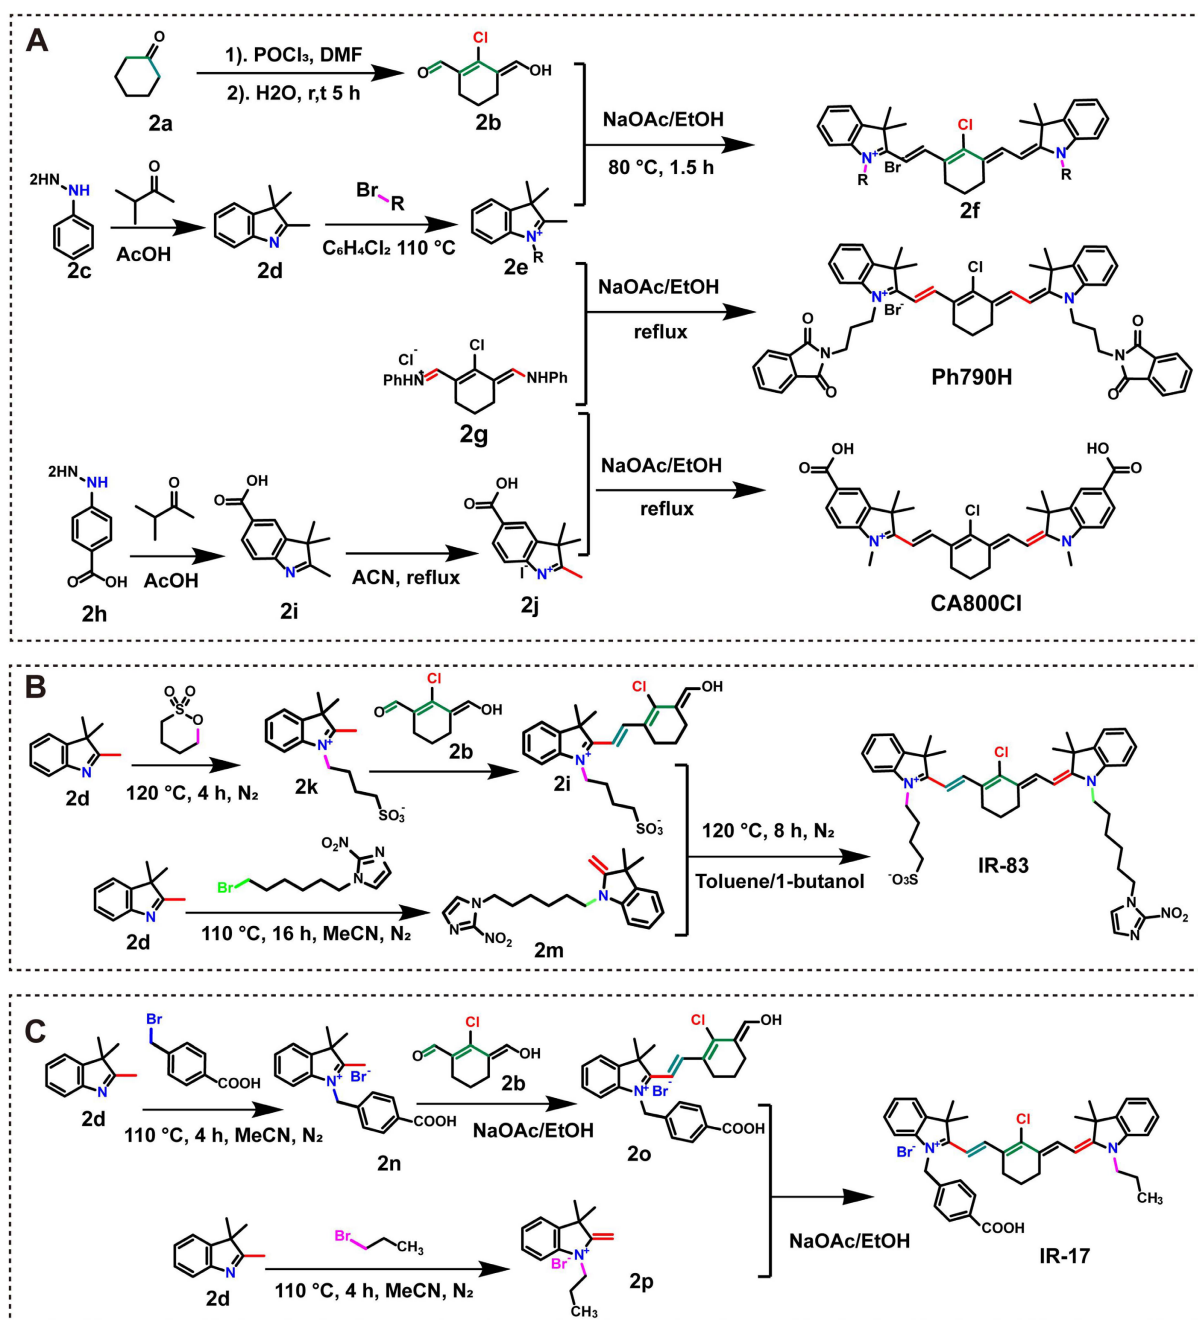 A
O
2a
1). POCl₃, DMF
2). H2O, r,t 5 h
Cl
O
OH
2b
NaOAc/EtOH
80 °C, 1.5 h
Cl
N⁺
Br
R
N
R
2f
2HN
NH
2c
O
AcOH
N
2d
Br
R
C₆H₄Cl₂ 110 °C
N⁺
R
2e
NaOAc/EtOH
reflux
Cl
N⁺
Br⁻
N
O
N
O
O
N
O
Ph790H
Cl⁻
Cl
PhHN
+
NHPh
2g
2HN
NH
O
OH
2h
O
AcOH
O
OH
N
2i
ACN, reflux
O
OH
I⁻
N⁺
2j
NaOAc/EtOH
reflux
OH
O
HO
O
Cl
N⁺
N
CA800Cl
B
N
2d
O
O
S
O
120 °C, 4 h, N₂
N⁺
SO₃⁻
2k
Cl
O
OH
2b
Cl
OH
N⁺
SO₃⁻
2i
N
2d
Br
O₂N
N
N
110 °C, 16 h, MeCN, N₂
N
N
N
NO₂
2m
120 °C, 8 h, N₂
Toluene/1-butanol
Cl
N⁺
N
⁻O3S
N
N
NO₂
IR-83
C
N
2d
Br
COOH
110 °C, 4 h, MeCN, N₂
N⁺
Br⁻
COOH
2n
Cl
O
OH
2b
NaOAc/EtOH
Cl
OH
N⁺
Br⁻
COOH
2o
N
2d
Br
CH₃
110 °C, 4 h, MeCN, N₂
N⁺
Br⁻
CH₃
2p
NaOAc/EtOH
Cl
Br⁻
N⁺
N
CH₃
COOH
IR-17